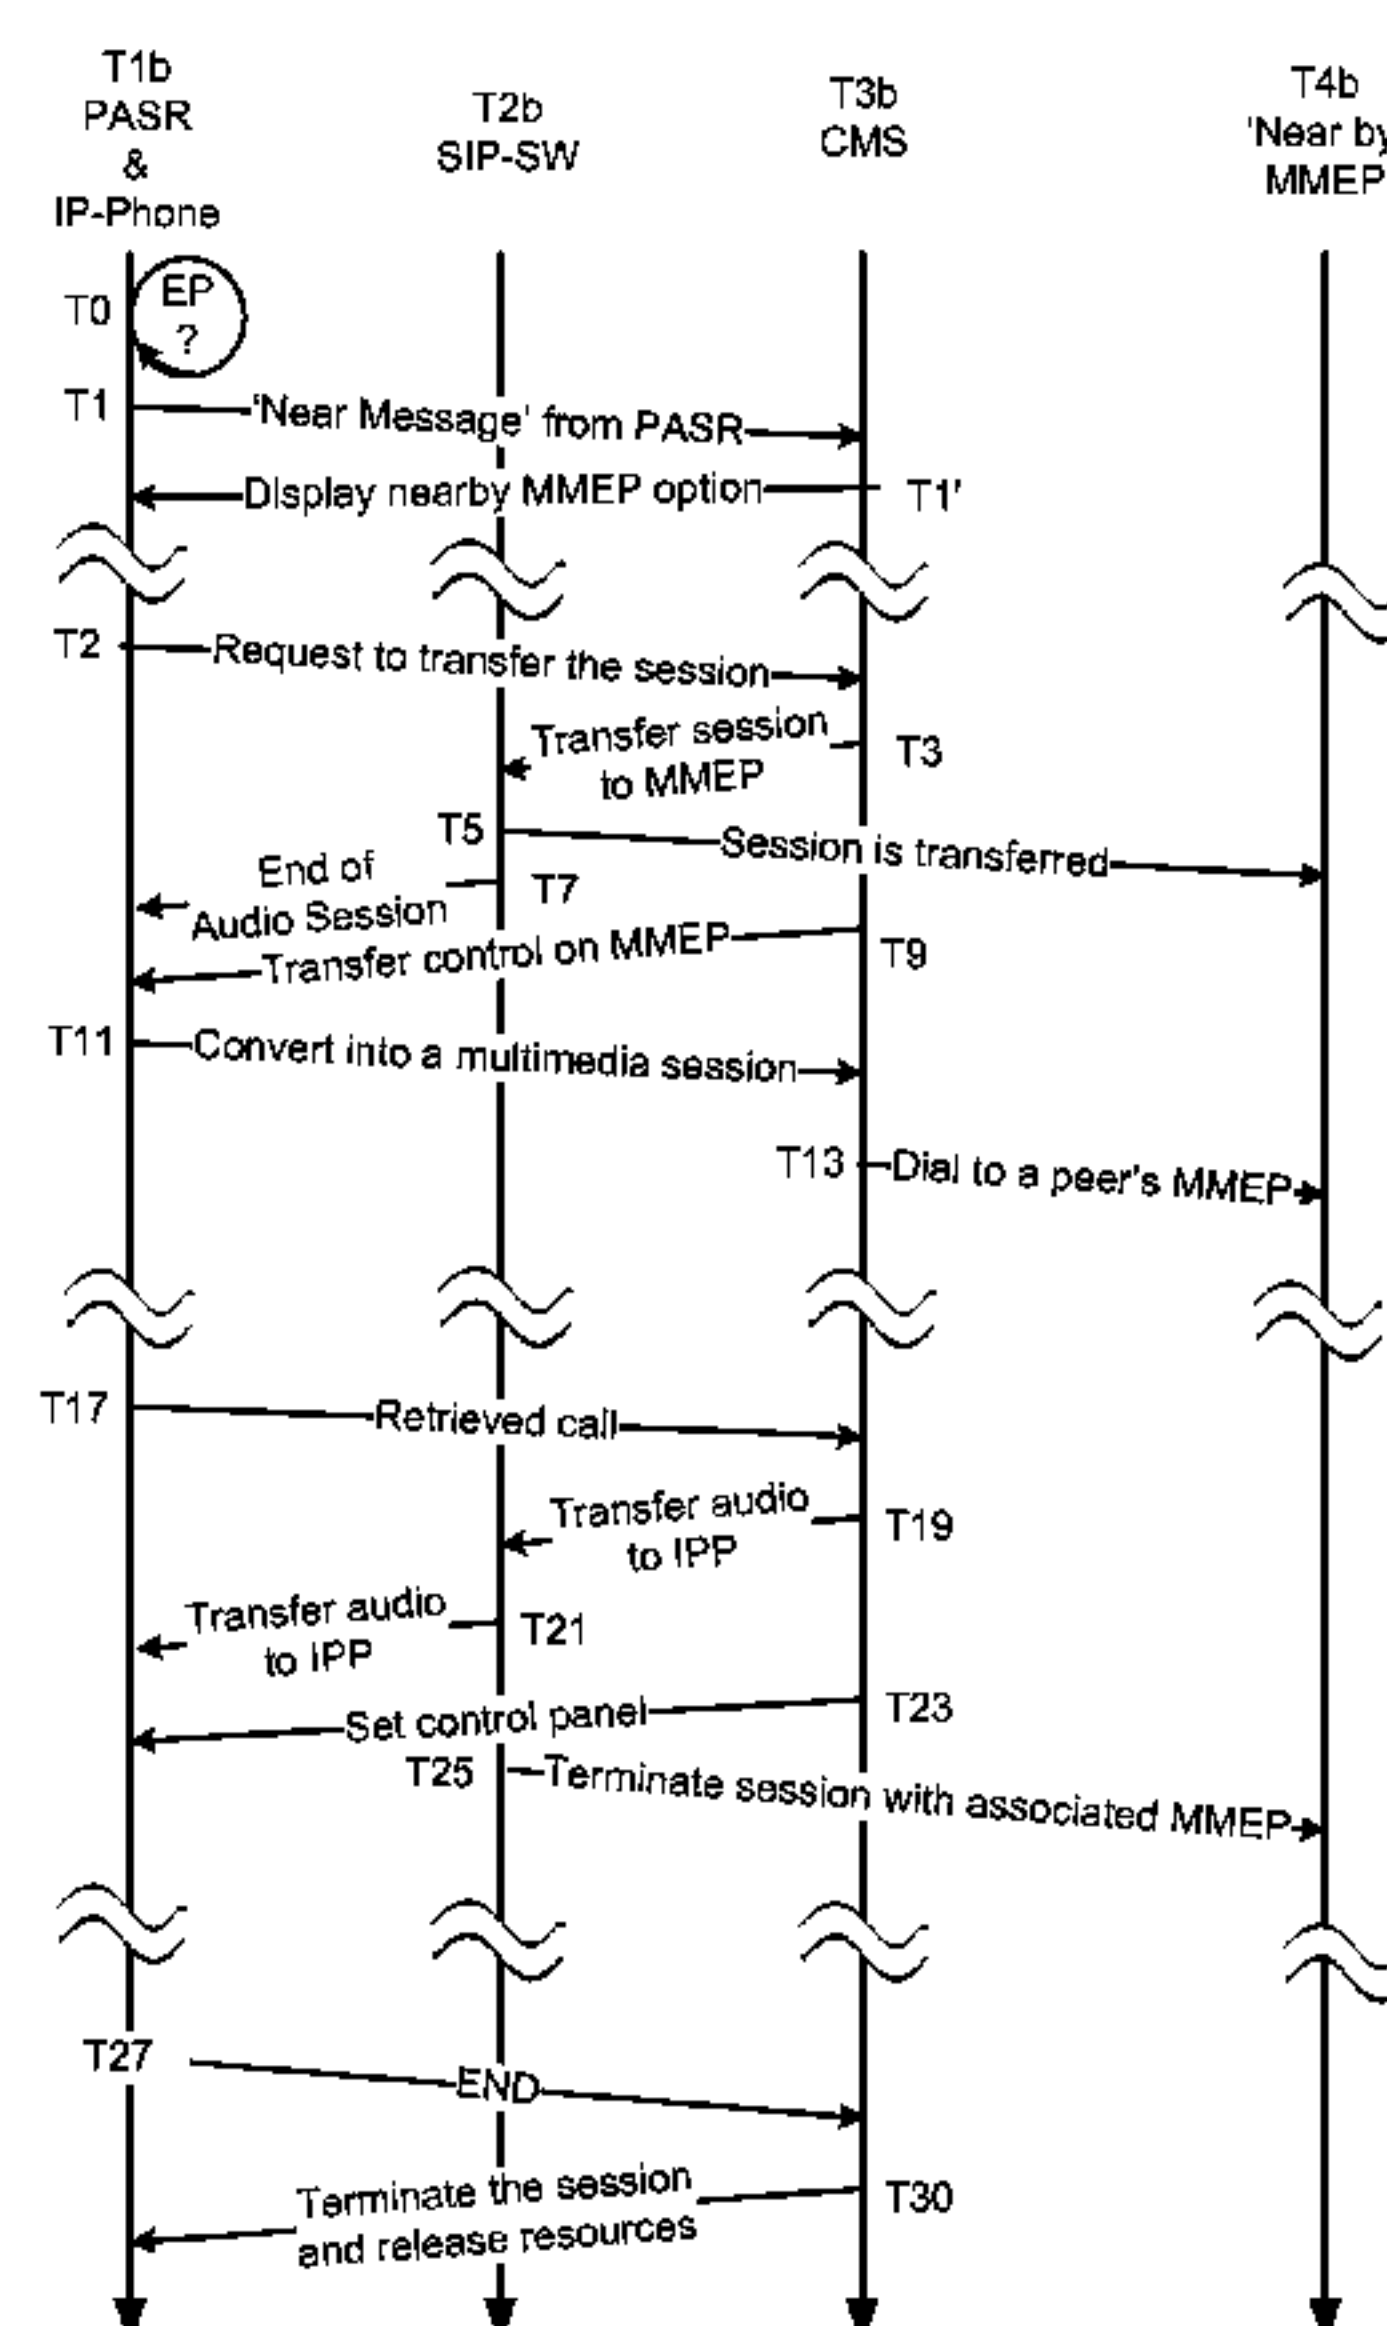 T1b
PASR
&
IP-Phone
T2b
SIP-SW
T3b
CMS
T4b
'Near by
MMEP
T0
EP
?
T1
'Near Message' from PASR
Display nearby MMEP option
T1'
T2
Request to transfer the session
Transfer session
to MMEP
T3
T5
Session is transferred
End of
Audio Session
T7
Transfer control on MMEP
T9
T11
Convert into a multimedia session
T13
Dial to a peer's MMEP
T17
Retrieved call
Transfer audio
to IPP
T19
Transfer audio
to IPP
T21
Set control panel
T23
T25
Terminate session with associated MMEP
T27
END
Terminate the session
and release resources
T30